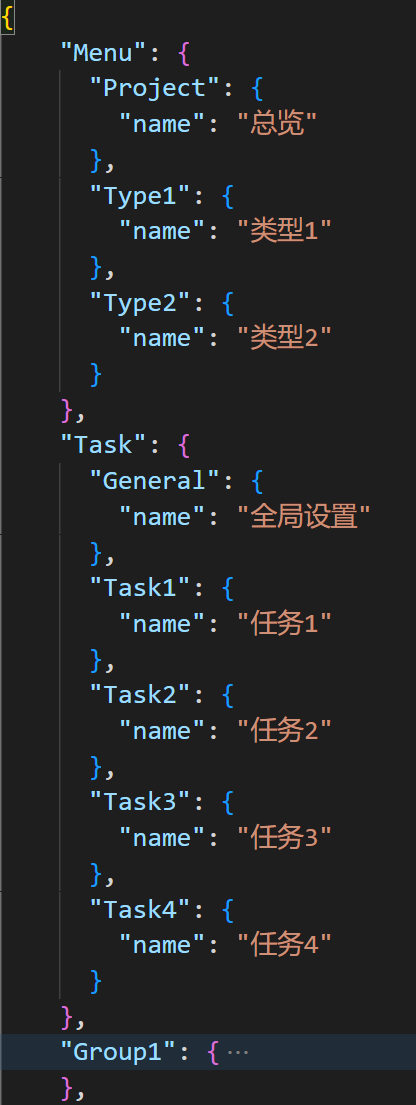 {
"Menu": {
"Project": {
"name": "总览"
},
"Type1": {
"name": "类型1"
},
"Type2": {
"name": "类型2"
}
},
"Task": {
"General": {
"name": "全局设置"
},
"Task1": {
"name": "任务1"
},
"Task2": {
"name": "任务2"
},
"Task3": {
"name": "任务3"
},
"Task4": {
"name": "任务4"
}
},
"Group1": { ⋯
},